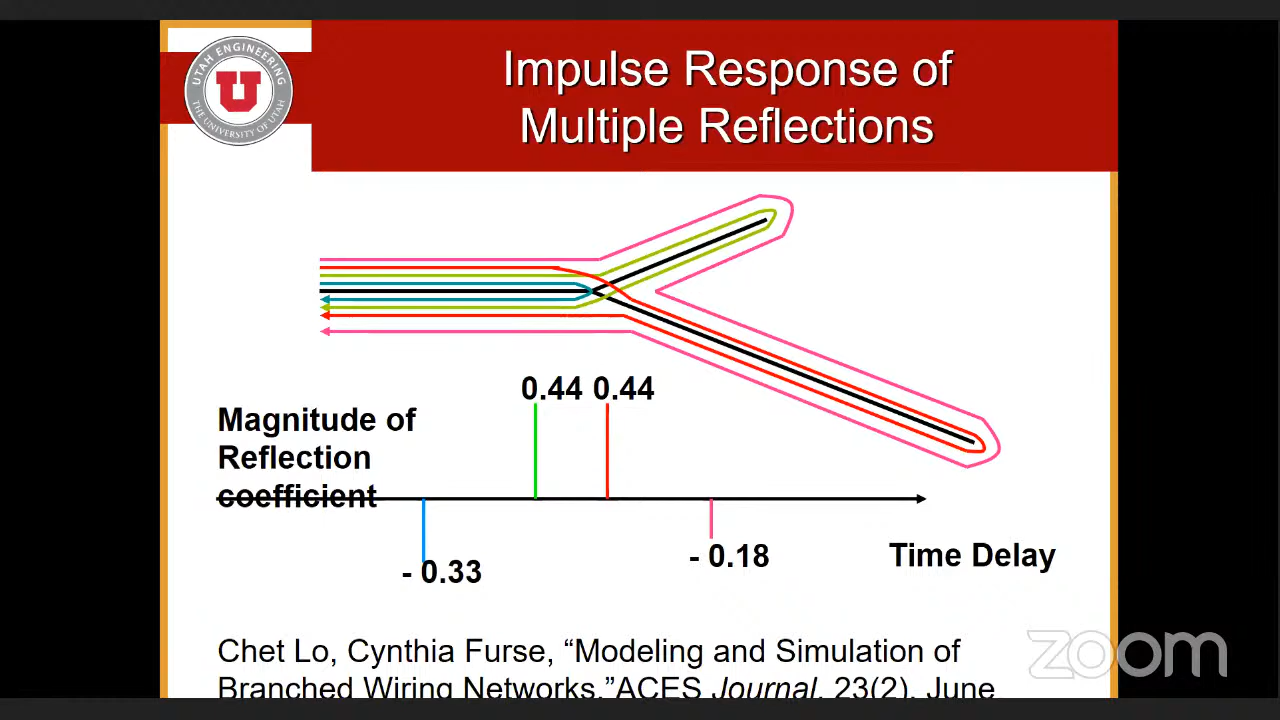 UTAH ENGINEERING
THE UNIVERSITY OF UTAH
U
Impulse Response of
Multiple Reflections
0.44 0.44
Magnitude of
Reflection
coefficient
- 0.33
- 0.18
Time Delay
Chet Lo, Cynthia Furse, “Modeling and Simulation of
Branched Wiring Networks,”ACES Journal, 23(2), June
zoom